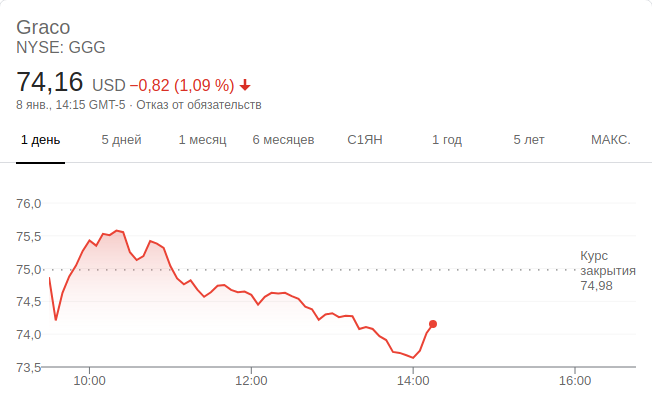 Graco
NYSE: GGG
74,16 USD −0,82 (1,09 %)
8 янв., 14:15 GMT-5 · Отказ от обязательств
1 день 5 дней 1 месяц 6 месяцев С1ЯН 1 год 5 лет МАКС.
76,0
75,5
Курс
75,0 закрытия
74,98
74,5
74,0
73,5
10:00 12:00 14:00 16:00